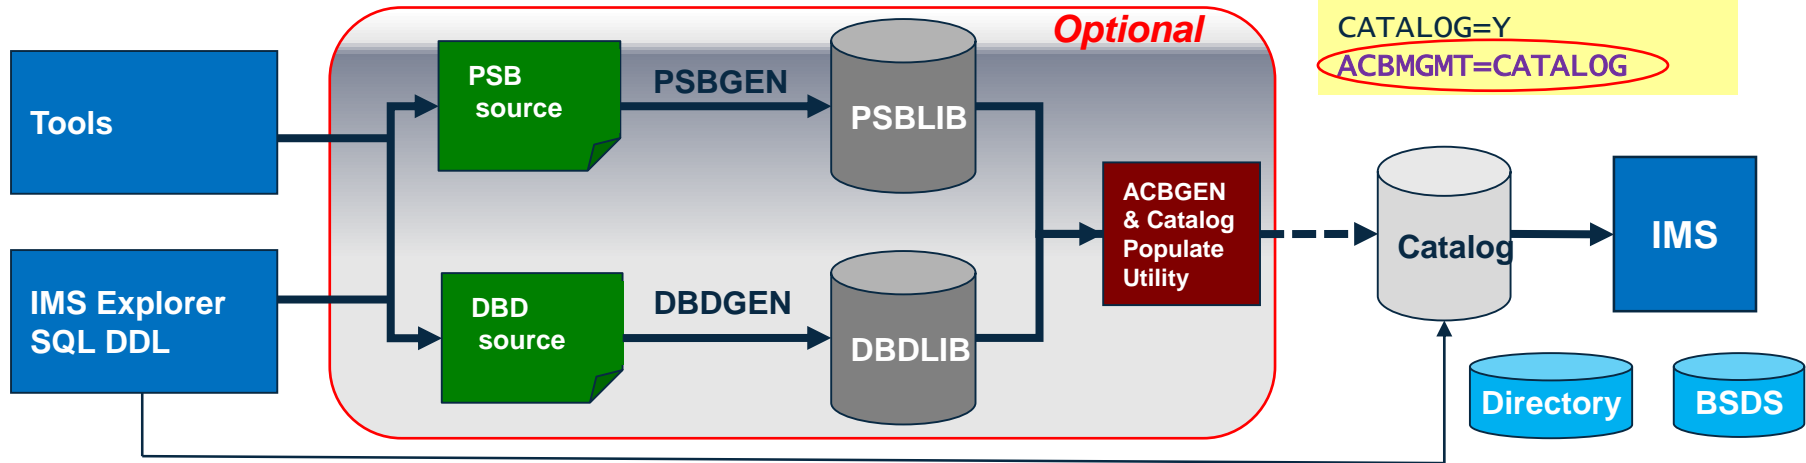 Optional
CATALOG=Y
ACBMGMT=CATALOG
Tools
PSB
source
PSBGEN
PSBLIB
ACBGEN
& Catalog
Populate
Utility
Catalog
IMS
IMS Explorer
SQL DDL
DBD
source
DBDGEN
DBDLIB
Directory
BSDS